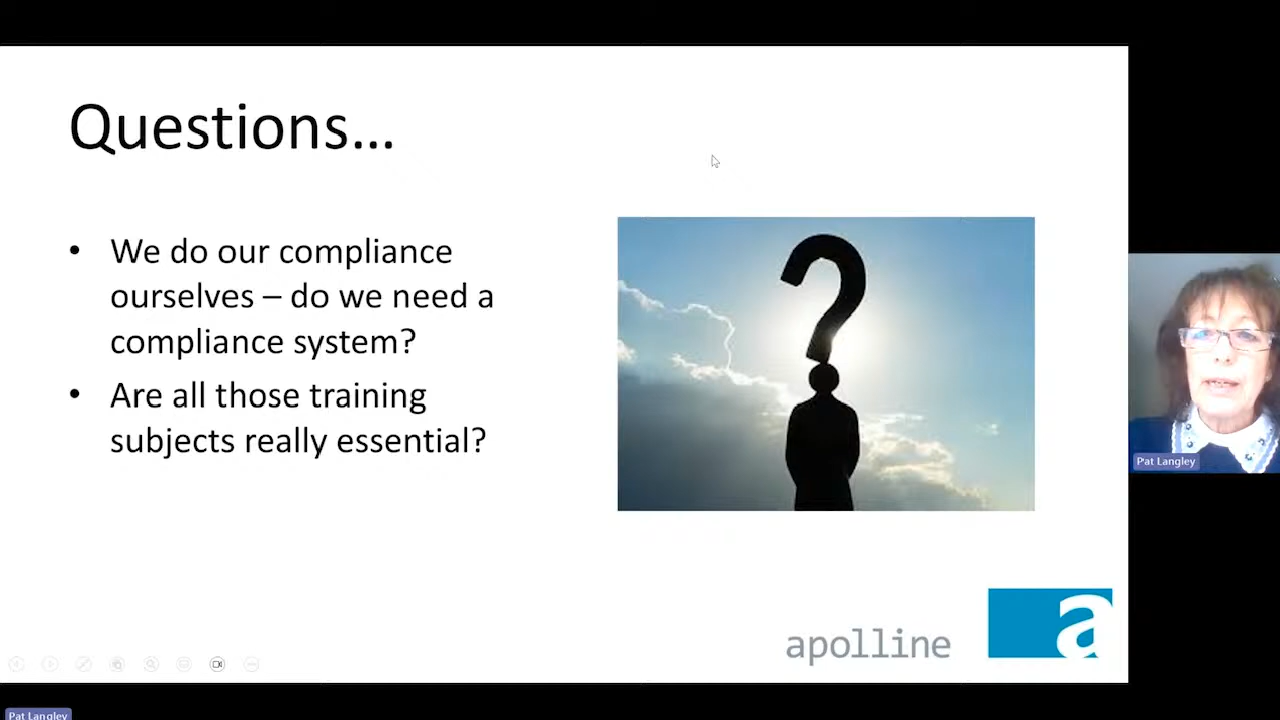 Questions...
• We do our compliance
ourselves – do we need a
compliance system?
• Are all those training
subjects really essential?
apolline
a
Pat Langley
Pat Langley